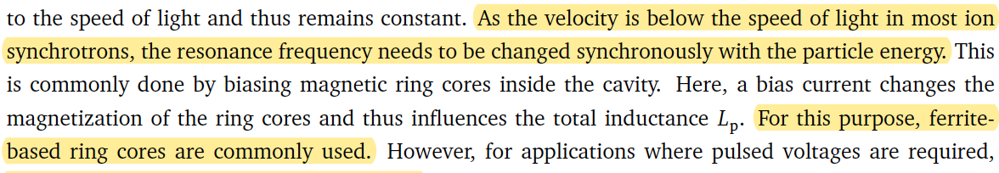 to the speed of light and thus remains constant. As the velocity is below the speed of light in most ion
synchrotrons, the resonance frequency needs to be changed synchronously with the particle energy. This
is commonly done by biasing magnetic ring cores inside the cavity. Here, a bias current changes the
magnetization of the ring cores and thus influences the total inductance Lₚ. For this purpose, ferrite-
based ring cores are commonly used. However, for applications where pulsed voltages are required,